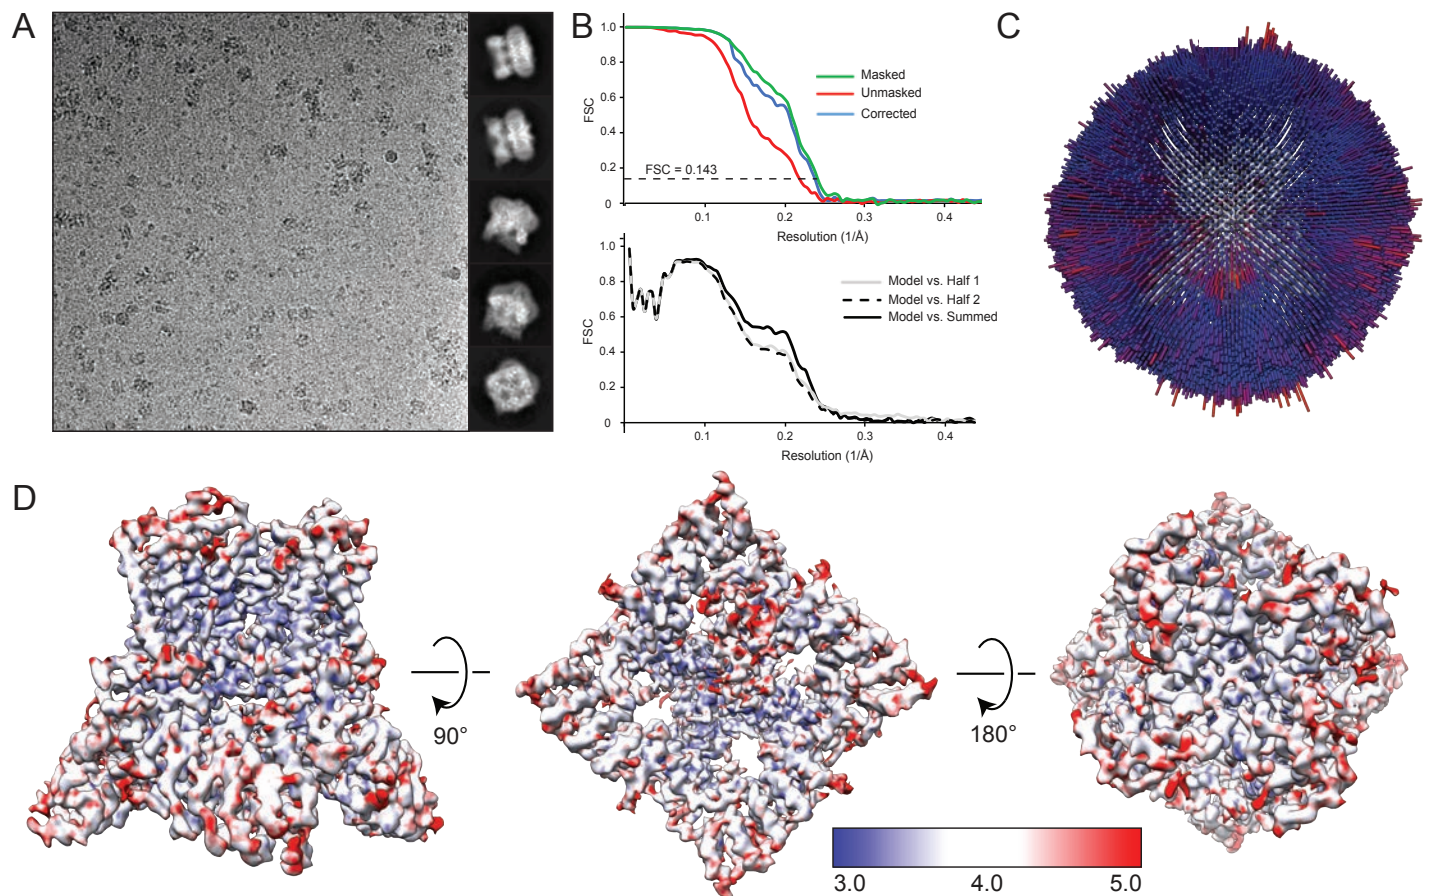 A
B
C
1.0
0.8
0.6
0.4
0.2
0
FSC
Masked
Unmasked
Corrected
FSC = 0.143
0.1
0.2
0.3
0.4
Resolution (1/Å)
1.0
0.8
0.6
0.4
0.2
0
FSC
Model vs. Half 1
Model vs. Half 2
Model vs. Summed
0.1
0.2
0.3
0.4
Resolution (1/Å)
D
90°
180°
3.0
4.0
5.0